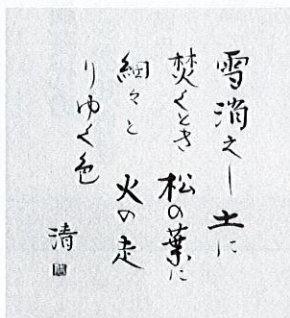 雪消えし土に
焚くとき松の葉に
細々と火の走
りゆく色
清